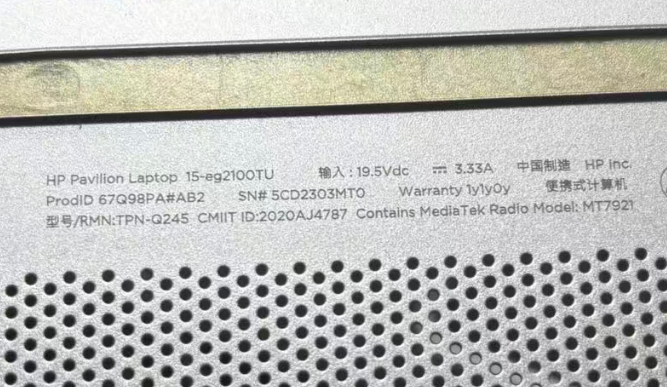 HP Pavilion Laptop 15-eg2100TU 输入 : 19.5Vdc ⎓ 3.33A 中国制造 HP Inc.
ProdID 67Q98PA#AB2 SN# 5CD2303MT0 Warranty 1y1y0y 便携式计算机
型号/RMN:TPN-Q245 CMIIT ID:2020AJ4787 Contains MediaTek Radio Model: MT7921